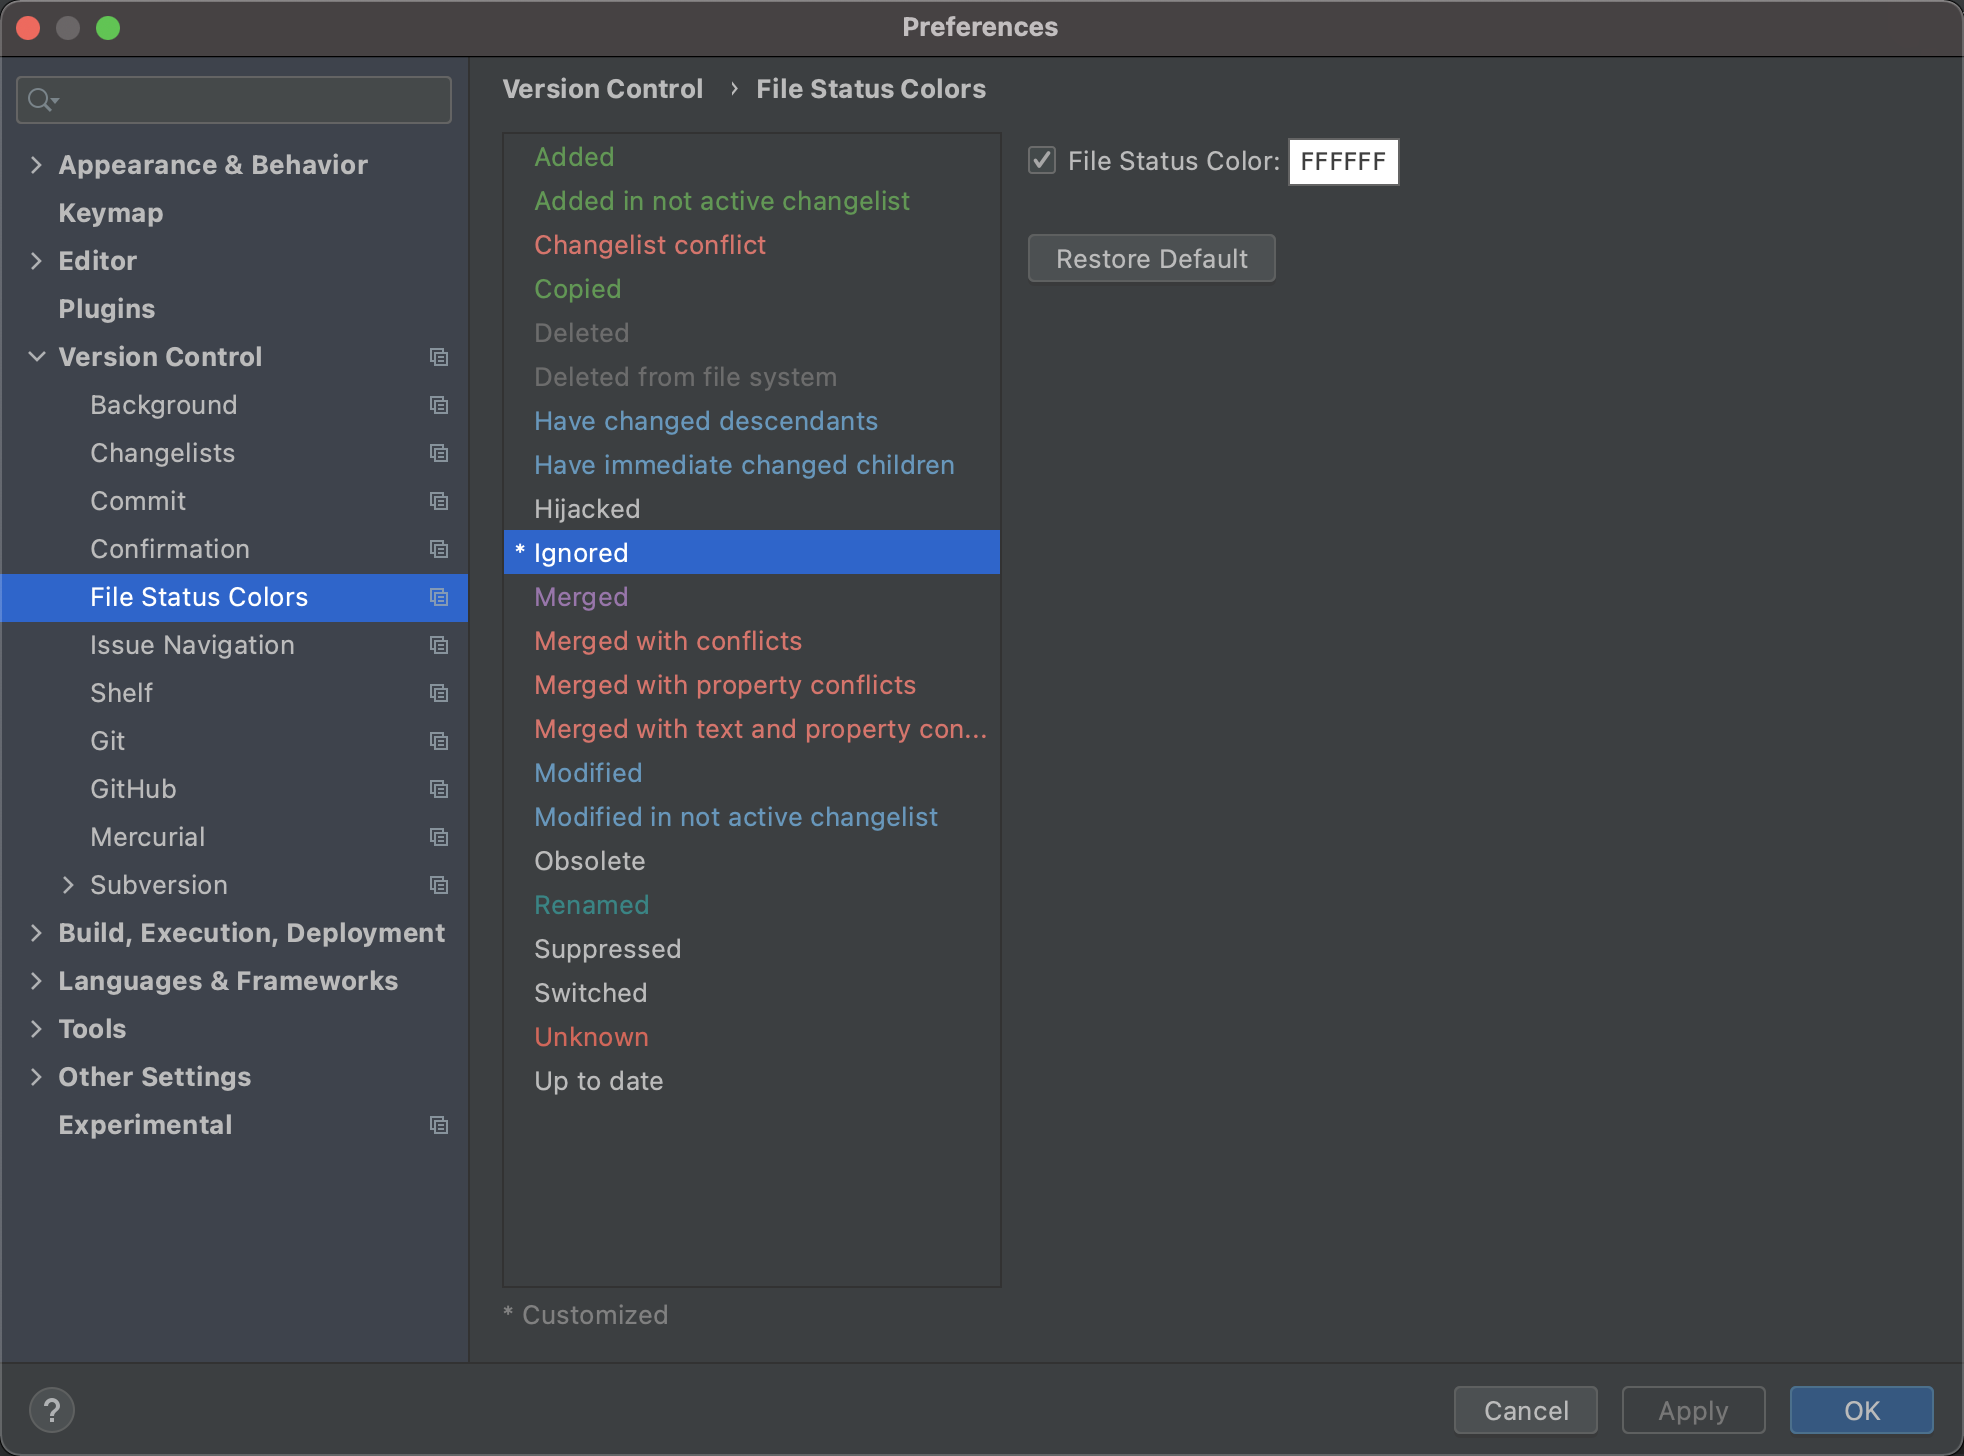 Preferences
Appearance & Behavior
Keymap
Editor
Plugins
Version Control
Background
Changelists
Commit
Confirmation
File Status Colors
Issue Navigation
Shelf
Git
GitHub
Mercurial
Subversion
Build, Execution, Deployment
Languages & Frameworks
Tools
Other Settings
Experimental
Version Control › File Status Colors
Added
Added in not active changelist
Changelist conflict
Copied
Deleted
Deleted from file system
Have changed descendants
Have immediate changed children
Hijacked
* Ignored
Merged
Merged with conflicts
Merged with property conflicts
Merged with text and property con...
Modified
Modified in not active changelist
Obsolete
Renamed
Suppressed
Switched
Unknown
Up to date
* Customized
File Status Color: FFFFFF
Restore Default
?
Cancel
Apply
OK